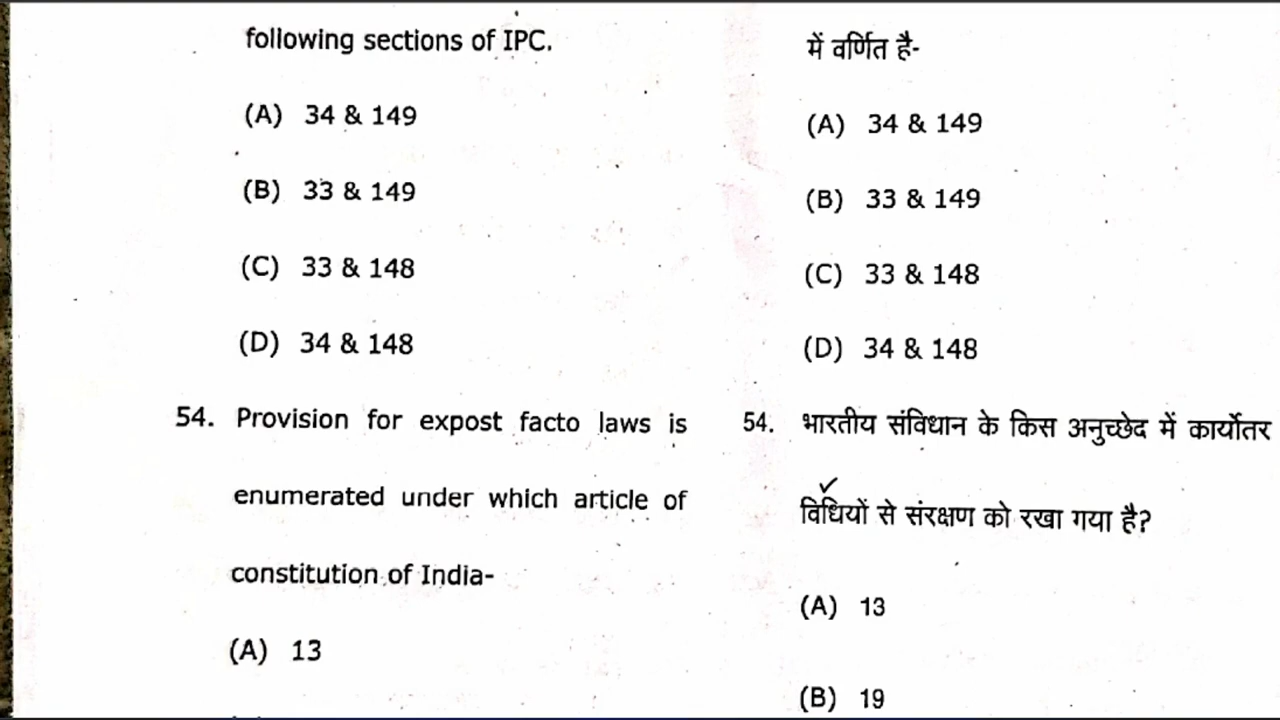 following sections of IPC.
(A) 34 & 149
(B) 33 & 149
(C) 33 & 148
(D) 34 & 148
54. Provision for expost facto laws is
enumerated under which article of
constitution of India-
(A) 13
में वर्णित है-
(A) 34 & 149
(B) 33 & 149
(C) 33 & 148
(D) 34 & 148
54. भारतीय संविधान के किस अनुच्छेद में कार्योतर
विधियों से संरक्षण को रखा गया है?
(A) 13
(B) 19